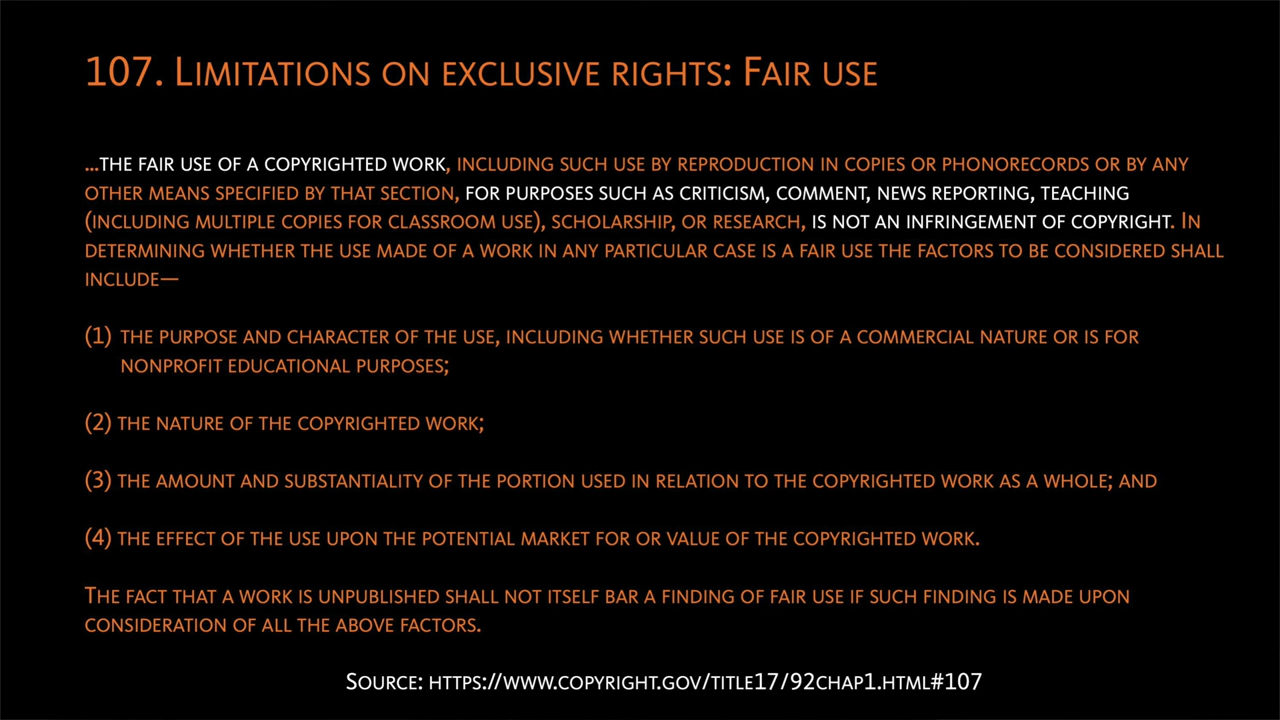 107. Limitations on exclusive rights: Fair use
...the fair use of a copyrighted work, including such use by reproduction in copies or phonorecords or by any
other means specified by that section, for purposes such as criticism, comment, news reporting, teaching
(including multiple copies for classroom use), scholarship, or research, is not an infringement of copyright. In
determining whether the use made of a work in any particular case is a fair use the factors to be considered shall
include—
(1) the purpose and character of the use, including whether such use is of a commercial nature or is for
nonprofit educational purposes;
(2) the nature of the copyrighted work;
(3) the amount and substantiality of the portion used in relation to the copyrighted work as a whole; and
(4) the effect of the use upon the potential market for or value of the copyrighted work.
The fact that a work is unpublished shall not itself bar a finding of fair use if such finding is made upon
consideration of all the above factors.
Source: https://www.copyright.gov/title17/92chap1.html#107